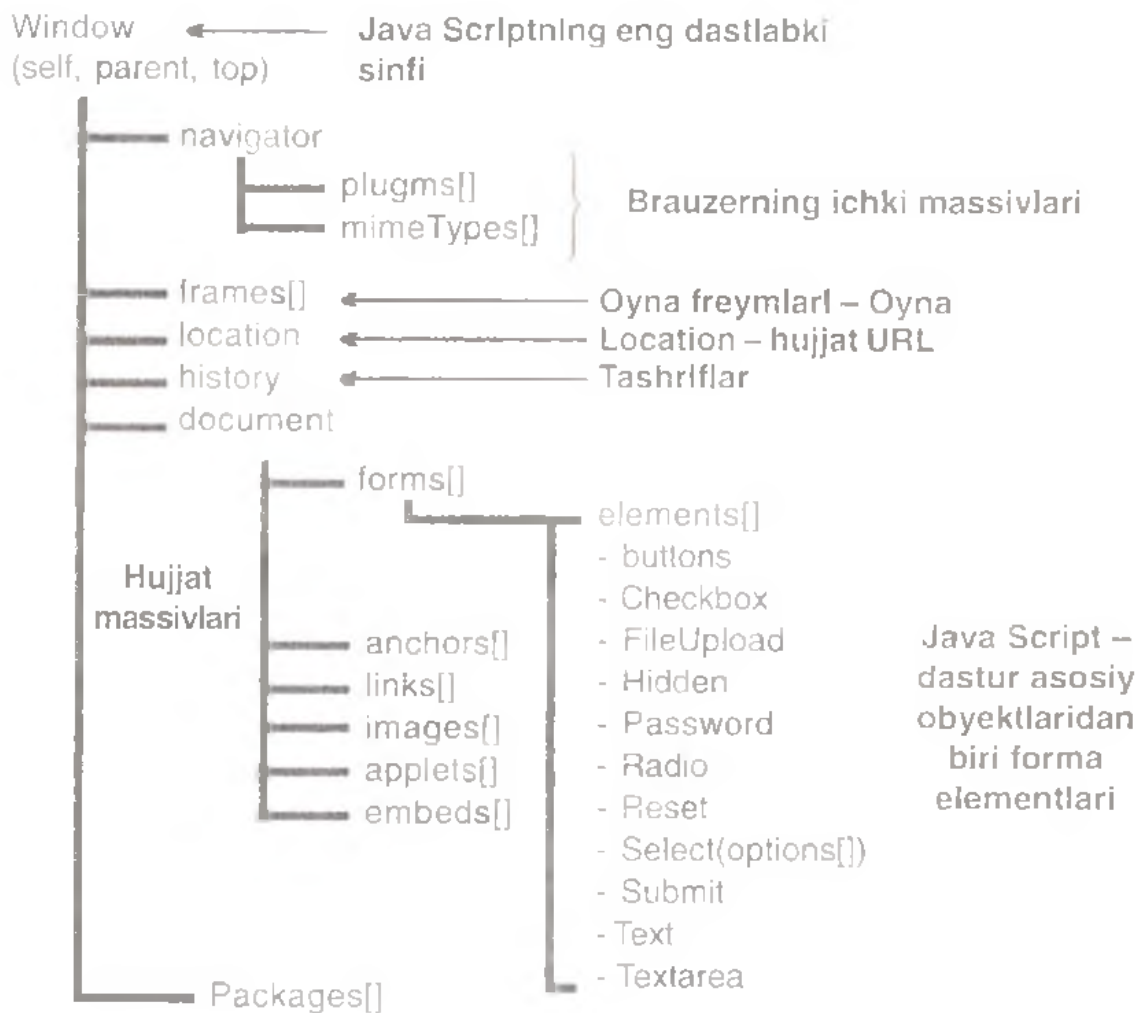 Window Java Scriptning eng dastlabki
(self, parent, top) sinfi
navigator
plugms[]
mimeTypes[]
Brauzerning ichki massivlari
frames[] Oyna freymlari – Oyna
location Location – hujjat URL
history Tashriflar
document
forms[]
elements[]
- buttons
- Checkbox
- FileUpload
- Hidden
- Password
- Radio
- Reset
- Select(options[])
- Submit
- Text
- Textarea
Hujjat
massivlari
anchors[]
links[]
images[]
applets[]
embeds[]
Java Script –
dastur asosiy
obyektlaridan
biri forma
elementlari
Packages[]